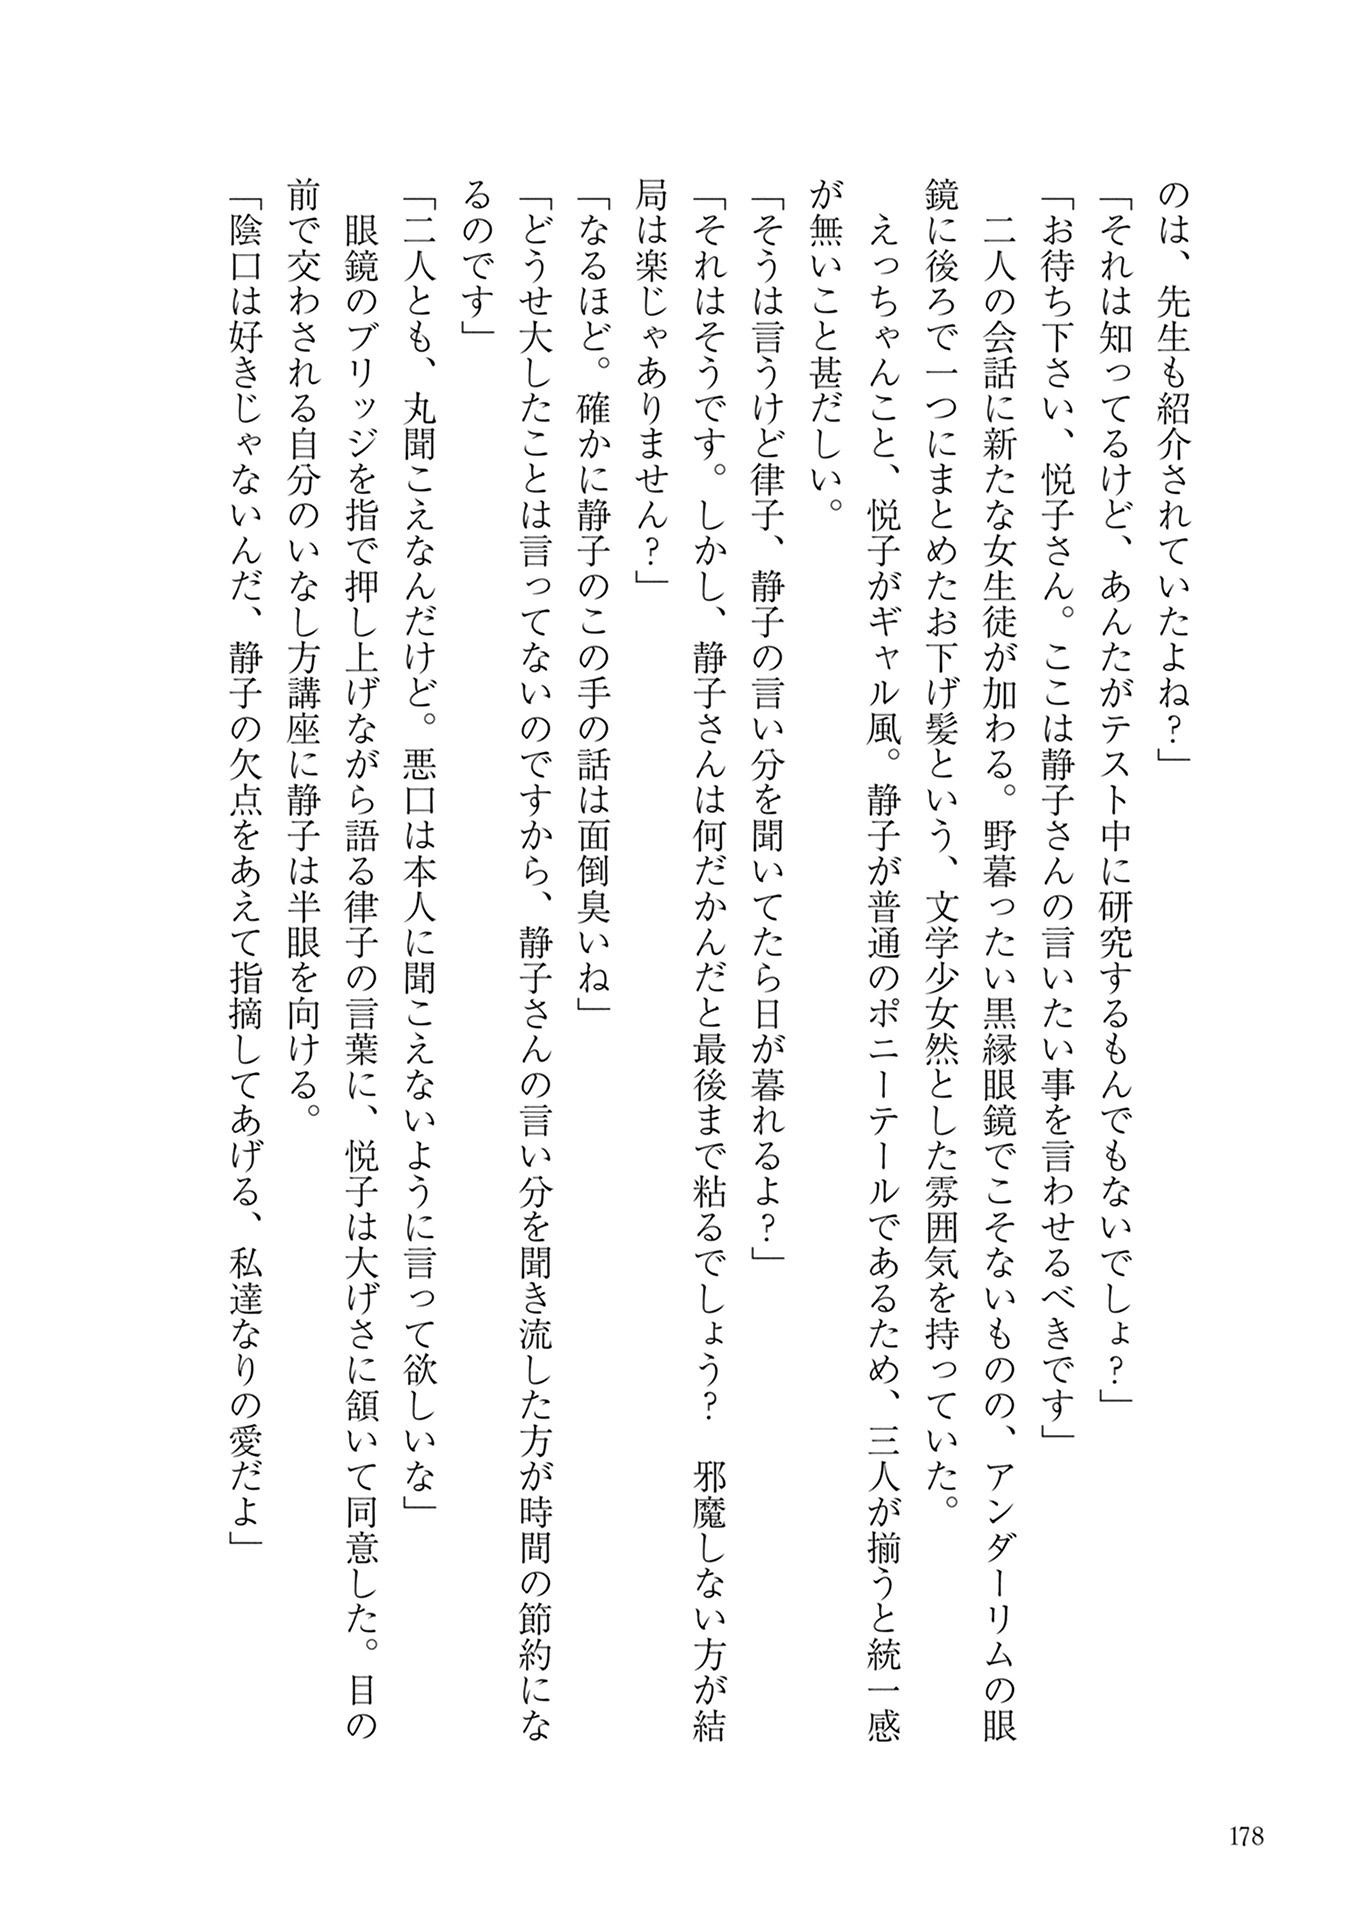 のは、先生も紹介されていたよね？」
「それは知ってるけど、あんたがテスト中に研究するもんでもないでしょ？」
「お待ち下さい、悦子さん。ここは静子さんの言いたい事を言わせるべきです」
　二人の会話に新たな女生徒が加わる。野暮ったい黒縁眼鏡でこそないものの、アンダーリムの眼
鏡に後ろで一つにまとめたお下げ髪という、文学少女然とした雰囲気を持っていた。
　えっちゃんこと、悦子がギャル風。静子が普通のポニーテールであるため、三人が揃うと統一感
が無いこと甚だしい。
「そうは言うけど律子、静子の言い分を聞いてたら日が暮れるよ？」
「それはそうです。しかし、静子さんは何だかんだと最後まで粘るでしょう？　邪魔しない方が結
局は楽じゃありません？」
「なるほど。確かに静子のこの手の話は面倒臭いね」
「どうせ大したことは言ってないのですから、静子さんの言い分を聞き流した方が時間の節約にな
るのです」
「二人とも、丸聞こえなんだけど。悪口は本人に聞こえないように言って欲しいな」
　眼鏡のブリッジを指で押し上げながら語る律子の言葉に、悦子は大げさに頷いて同意した。目の
前で交わされる自分のいなし方講座に静子は半眼を向ける。
「陰口は好きじゃないんだ、静子の欠点をあえて指摘してあげる、私達なりの愛だよ」
178